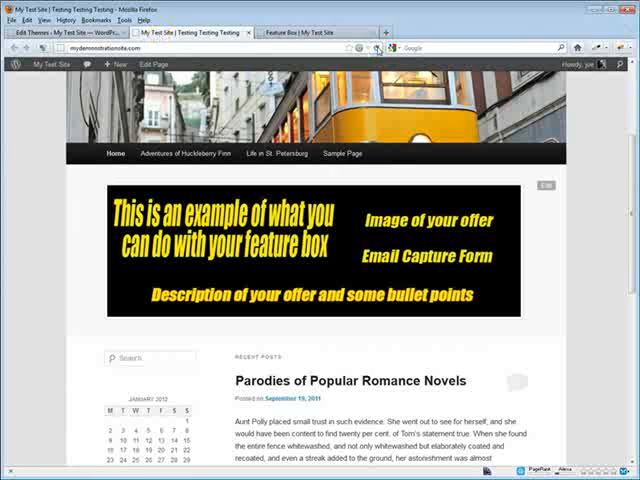 My Test Site | Testing Testing Testing - Mozilla Firefox
File Edit View History Bookmarks Tools Help
Edit Themes ‹ My Test Site — WordPr...
My Test Site | Testing Testing Testing
Feature Box | My Test Site
mydemonstrationsite.com
Google
My Test Site
New
Edit Page
Howdy, joe
Home
Adventures of Huckleberry Finn
Life in St. Petersburg
Sample Page
Edit
This is an example of what you
can do with your feature box
Image of your offer
Email Capture Form
Description of your offer and some bullet points
Search
RECENT POSTS
Parodies of Popular Romance Novels
Posted on September 19, 2011
JANUARY 2012
M T W T F S S
1
2 3 4 5 6 7 8
9 10 11 12 13 14 15
16 17 18 19 20 21 22
23 24 25 26 27 28 29
Aunt Polly placed small trust in such evidence. She went out to see for herself; and she
would have been content to find twenty per cent. of Tom's statement true. When she found
the entire fence whitewashed, and not only whitewashed but elaborately coated and
recoated, and even a streak added to the ground, her astonishment was almost
PageRank
Alexa